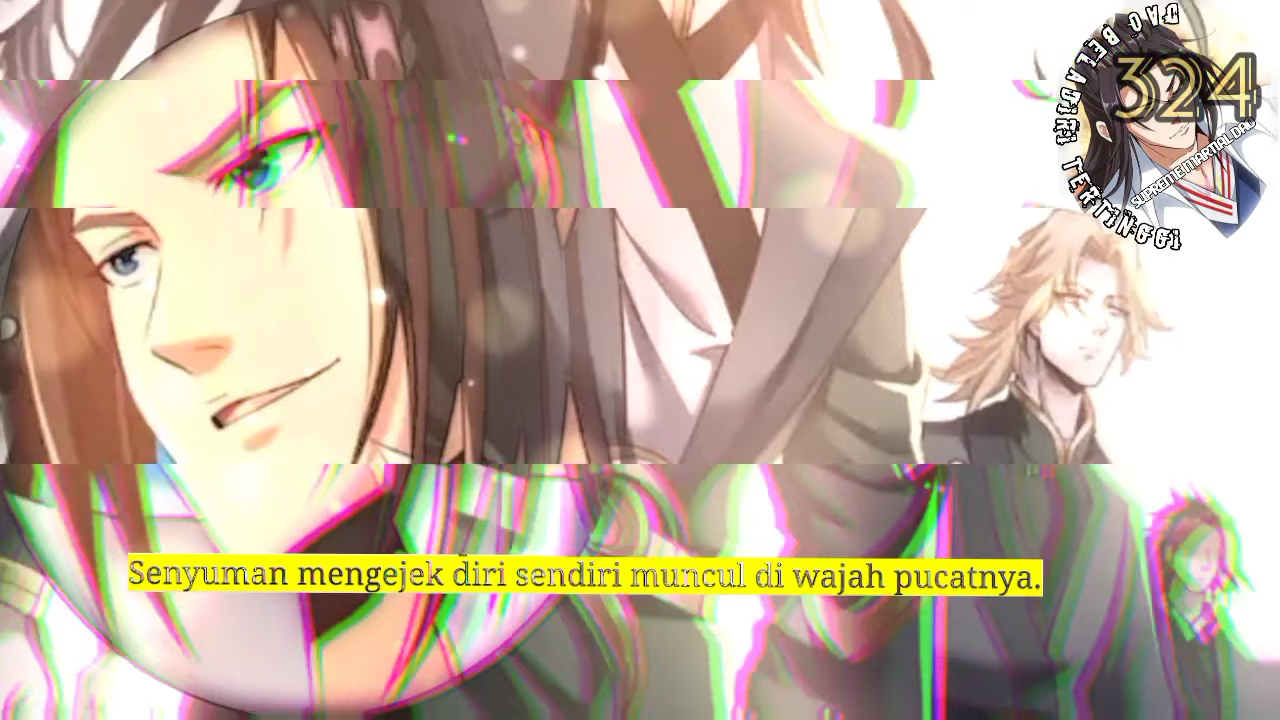 DAO BELADIRI TERTINGGI
324
SUPREME MARTIAL DAO
Senyuman mengejek diri sendiri muncul di wajah pucatnya.